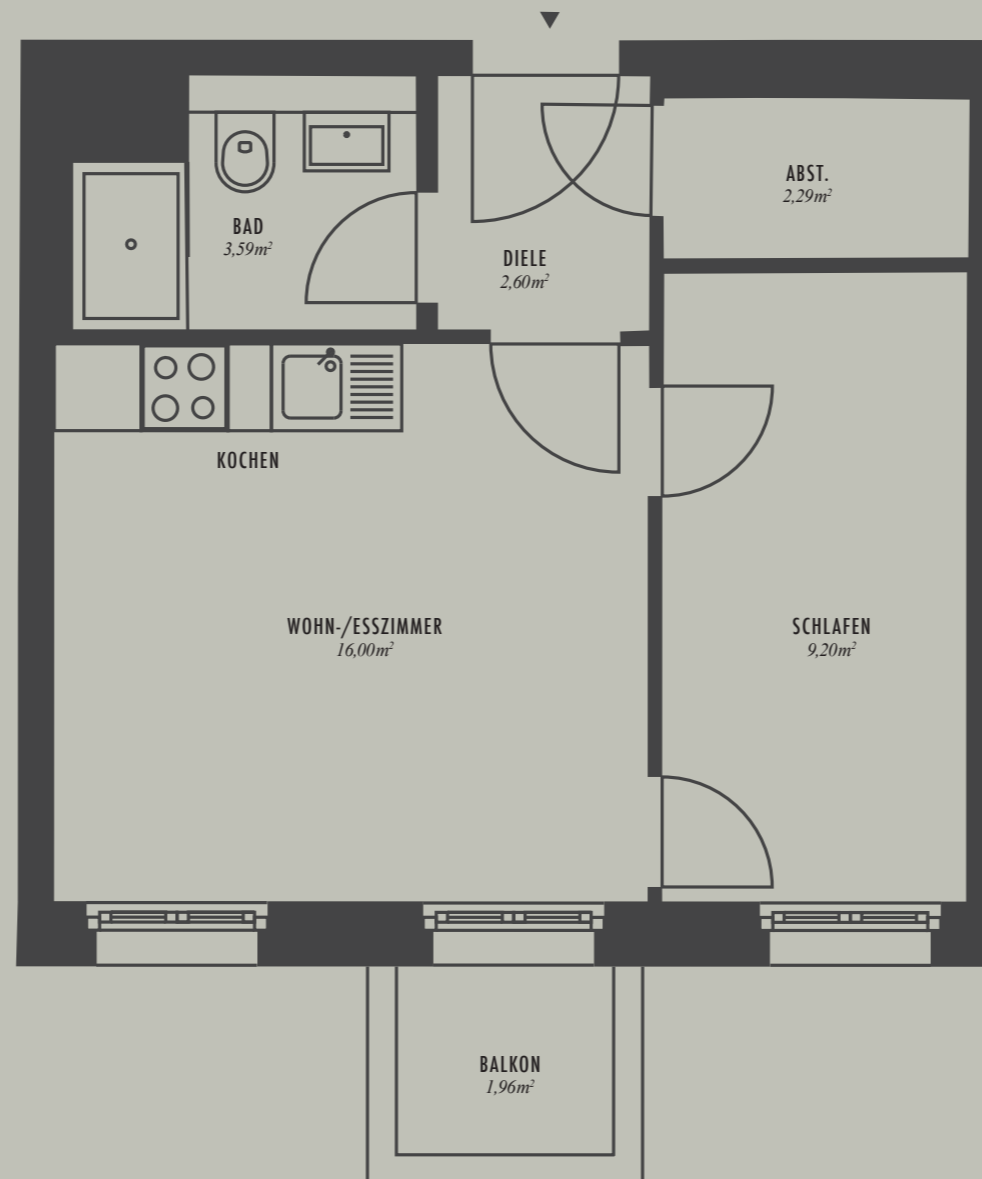 ABST.
2,29m²
BAD
3,59m²
DIELE
2,60m²
KOCHEN
WOHN-/ESSZIMMER
16,00m²
SCHLAFEN
9,20m²
BALKON
1,96m²